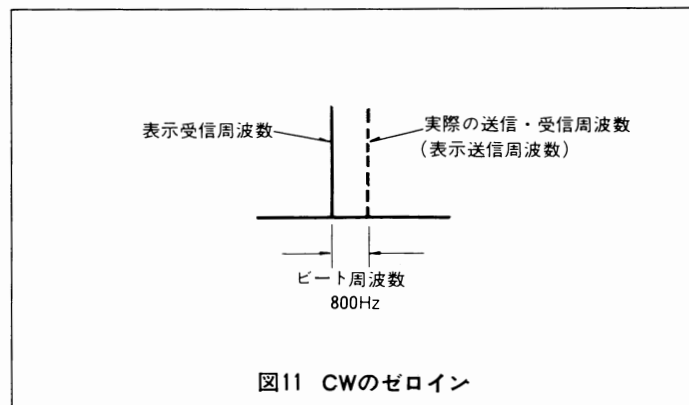 表示受信周波数
実際の送信・受信周波数
(表示送信周波数)
ビート周波数
800Hz
図11 CWのゼロイン